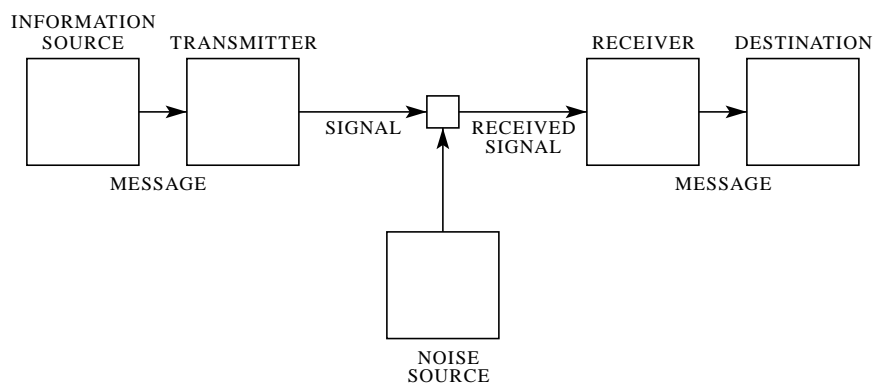 INFORMATION
SOURCE
TRANSMITTER
RECEIVER
DESTINATION
SIGNAL
RECEIVED
SIGNAL
MESSAGE
MESSAGE
NOISE
SOURCE